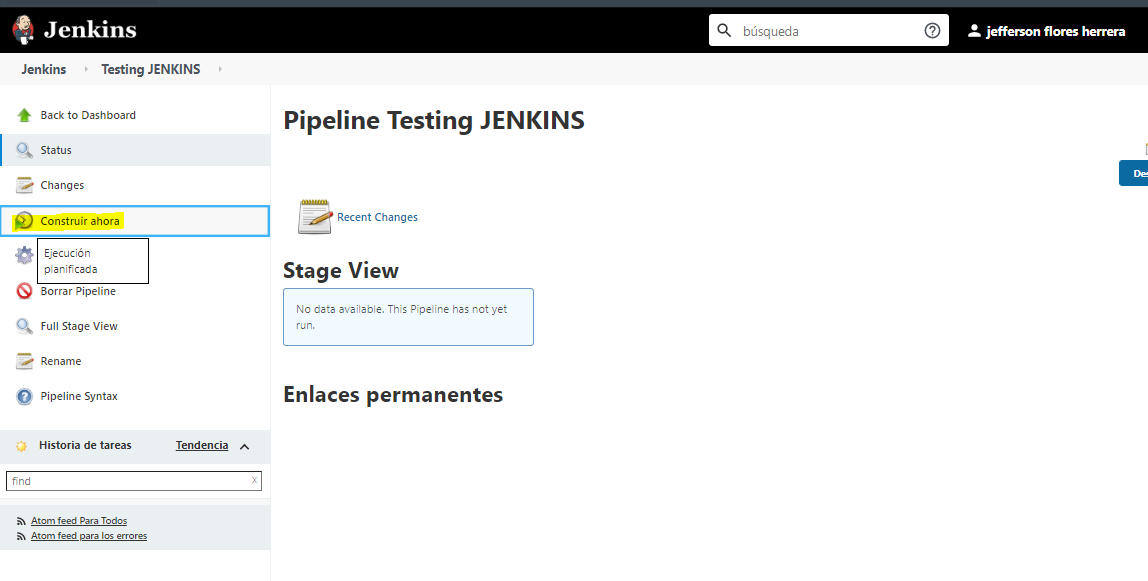 Jenkins
búsqueda
jefferson flores herrera
Jenkins
Testing JENKINS
Back to Dashboard
Status
Changes
Construir ahora
Ejecución
planificada
Borrar Pipeline
Full Stage View
Rename
Pipeline Syntax
Historia de tareas
Tendencia
find
x
Atom feed Para Todos
Atom feed para los errores
Pipeline Testing JENKINS
Recent Changes
Stage View
No data available. This Pipeline has not yet
run.
Enlaces permanentes